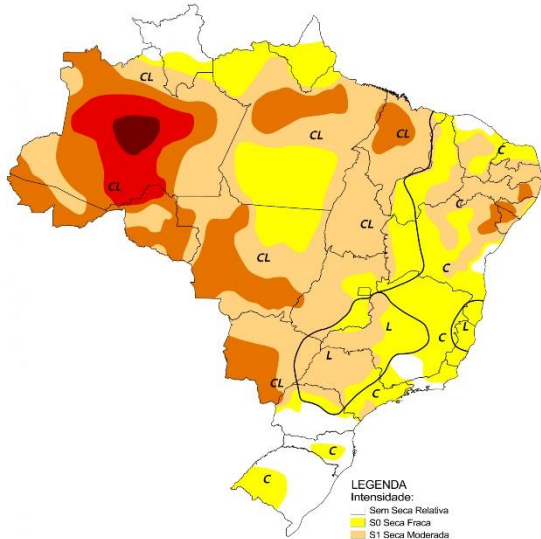 CL
CL
CL
C
CL
C
CL
CL
C
L
C
L
L
CL
C
C
C
LEGENDA
Intensidade:
Sem Seca Relativa
S0 Seca Fraca
S1 Seca Moderada